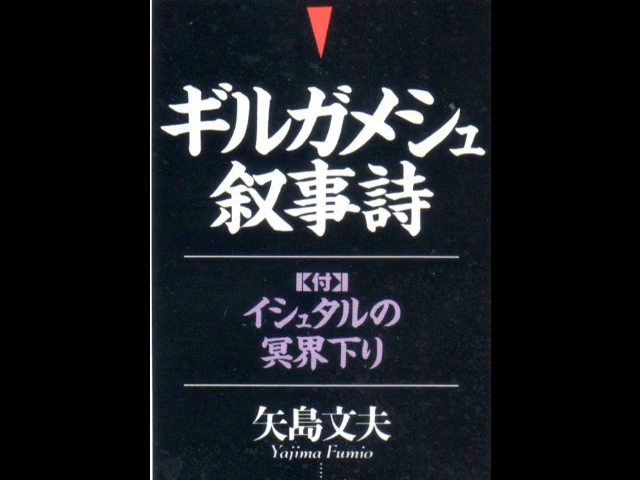 ギルガメシュ
叙事詩
【付】
イシュタルの
冥界下り
矢島文夫
Yajima Fumio